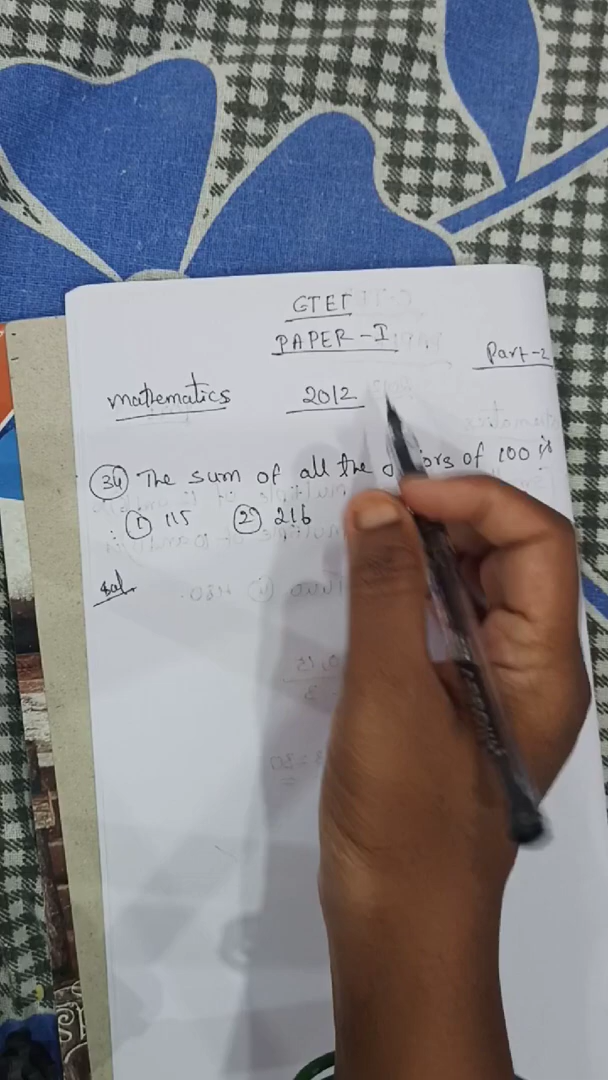 CTET
PAPER-I
Part-2
mathematics 2012
34 The sum of all the of 100 is
∴ 1 115 2 216
Sol